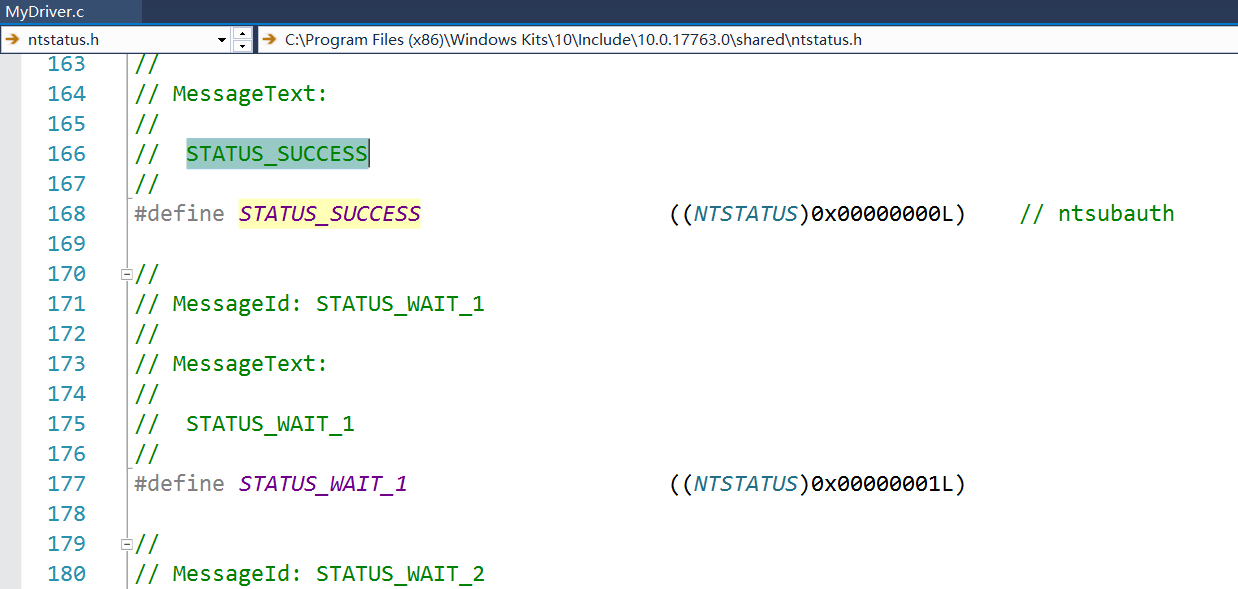 MyDriver.c
ntstatus.h C:\Program Files (x86)\Windows Kits\10\Include\10.0.17763.0\shared\ntstatus.h
163 //
164 // MessageText:
165 //
166 //  STATUS_SUCCESS
167 //
168 #define STATUS_SUCCESS                   ((NTSTATUS)0x00000000L)    // ntsubauth
169
170 //
171 // MessageId: STATUS_WAIT_1
172 //
173 // MessageText:
174 //
175 //  STATUS_WAIT_1
176 //
177 #define STATUS_WAIT_1                    ((NTSTATUS)0x00000001L)
178
179 //
180 // MessageId: STATUS_WAIT_2